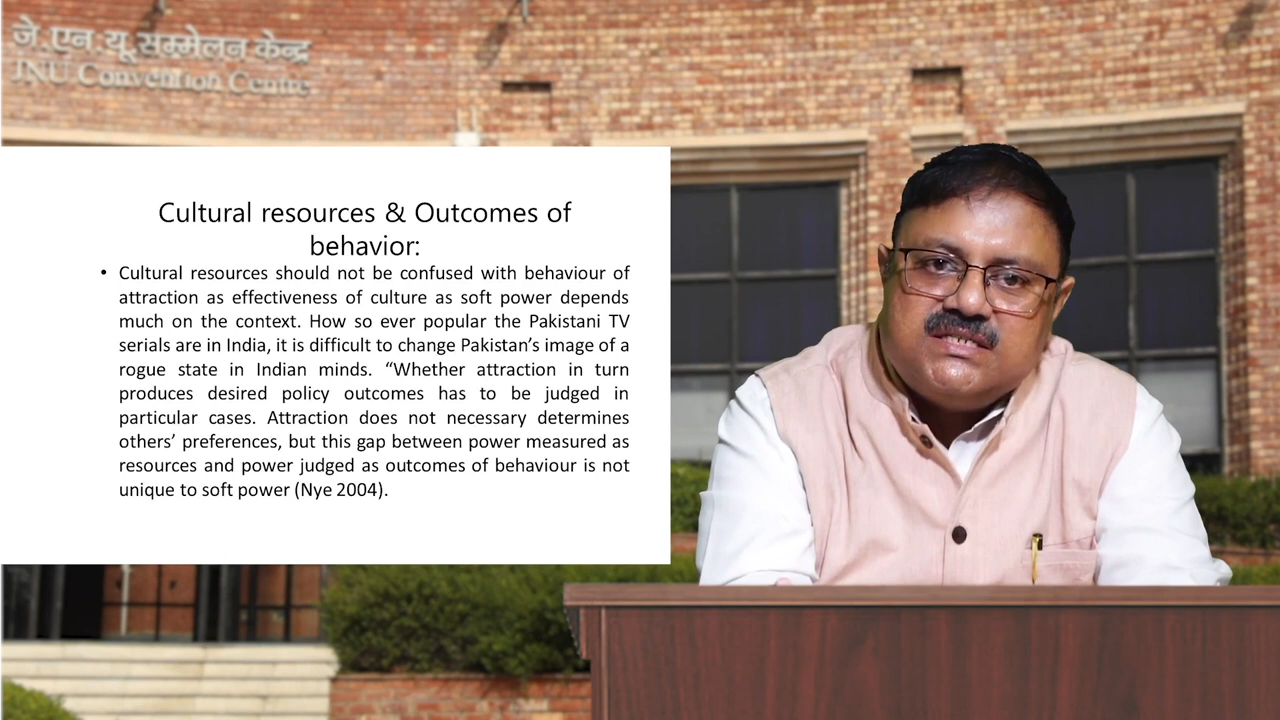 जे.एन.यू.सम्मेलन केन्द्र
JNU Convention Centre
Cultural resources & Outcomes of
behavior:
• Cultural resources should not be confused with behaviour of
attraction as effectiveness of culture as soft power depends
much on the context. How so ever popular the Pakistani TV
serials are in India, it is difficult to change Pakistan’s image of a
rogue state in Indian minds. “Whether attraction in turn
produces desired policy outcomes has to be judged in
particular cases. Attraction does not necessary determines
others’ preferences, but this gap between power measured as
resources and power judged as outcomes of behaviour is not
unique to soft power (Nye 2004).